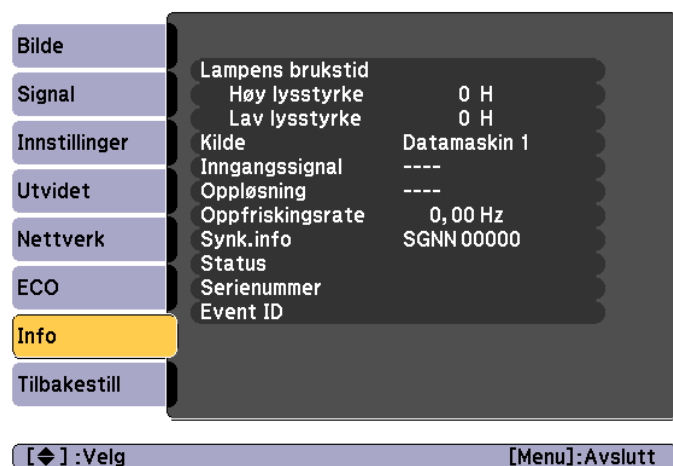 Bilde
Signal
Innstillinger
Utvidet
Nettverk
ECO
Info
Tilbakestill
Lampens brukstid
Høy lysstyrke 0 H
Lav lysstyrke 0 H
Kilde Datamaskin 1
Inngangssignal ----
Oppløsning ----
Oppfriskingsrate 0, 00 Hz
Synk.info SGNN 00000
Status
Serienummer
Event ID
[◆] :Velg [Menu]:Avslutt